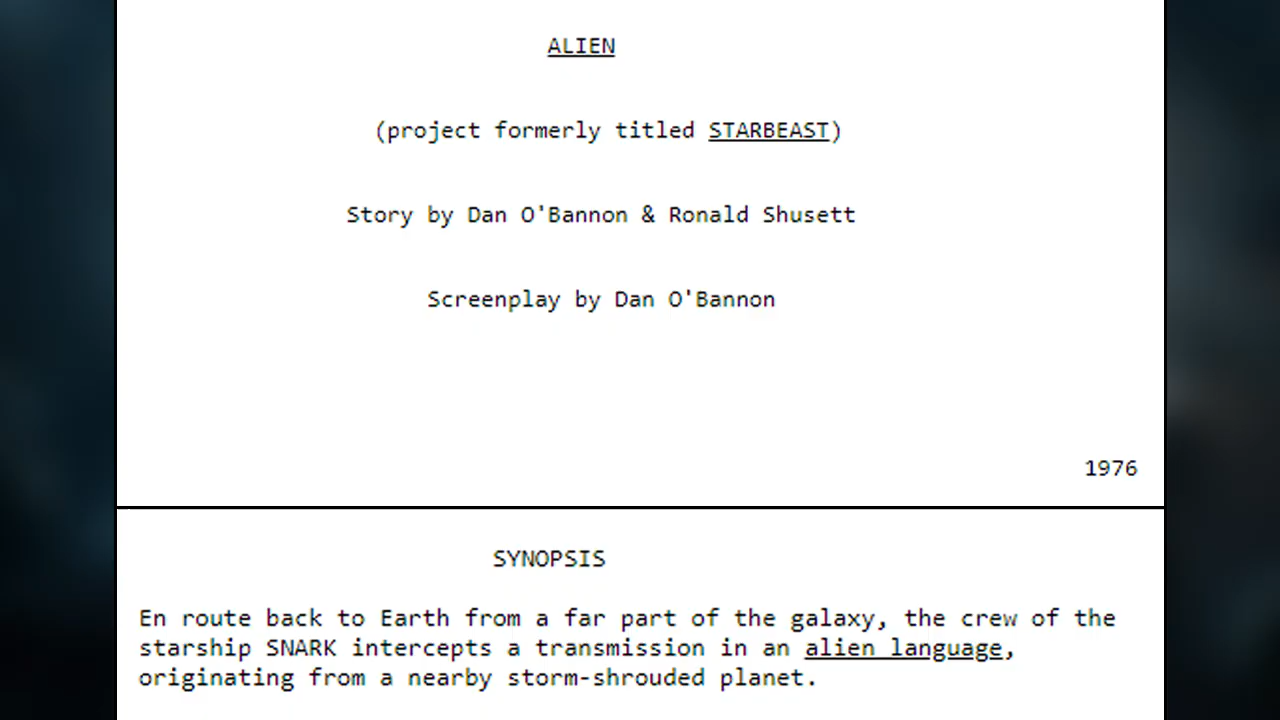 ALIEN
(project formerly titled STARBEAST)
Story by Dan O'Bannon & Ronald Shusett
Screenplay by Dan O'Bannon
1976
SYNOPSIS
En route back to Earth from a far part of the galaxy, the crew of the
starship SNARK intercepts a transmission in an alien language,
originating from a nearby storm-shrouded planet.